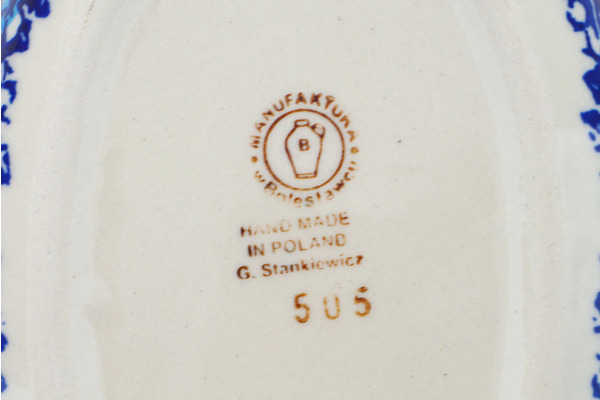 MANUFAKTURA
w Bolesławcu
B
HAND MADE
IN POLAND
G. Stankiewicz
505